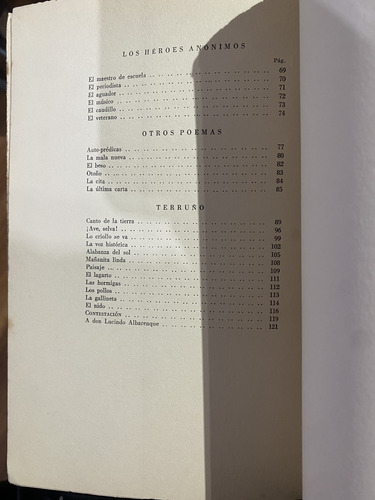 LOS HÉROES ANÓNIMOS
Pág.
El maestro de escuela 69
El periodista 70
El aguador 71
El músico 72
El caudillo 73
El veterano 74
OTROS POEMAS
Auto-prédicas 77
La mala nueva 80
El beso 82
Otoño 83
La cita 84
La última carta 85
TERRUÑO
Canto de la tierra 89
¡Ave, selva! 96
Lo criollo se va 99
La voz histórica 102
Alabanza del sol 105
Mañanita linda 108
Paisaje 109
El lagarto 111
Las hormigas 112
Los pollos 113
La gallineta 114
El nido 116
CONTESTACIÓN 119
A don Lucindo Albarenque 121